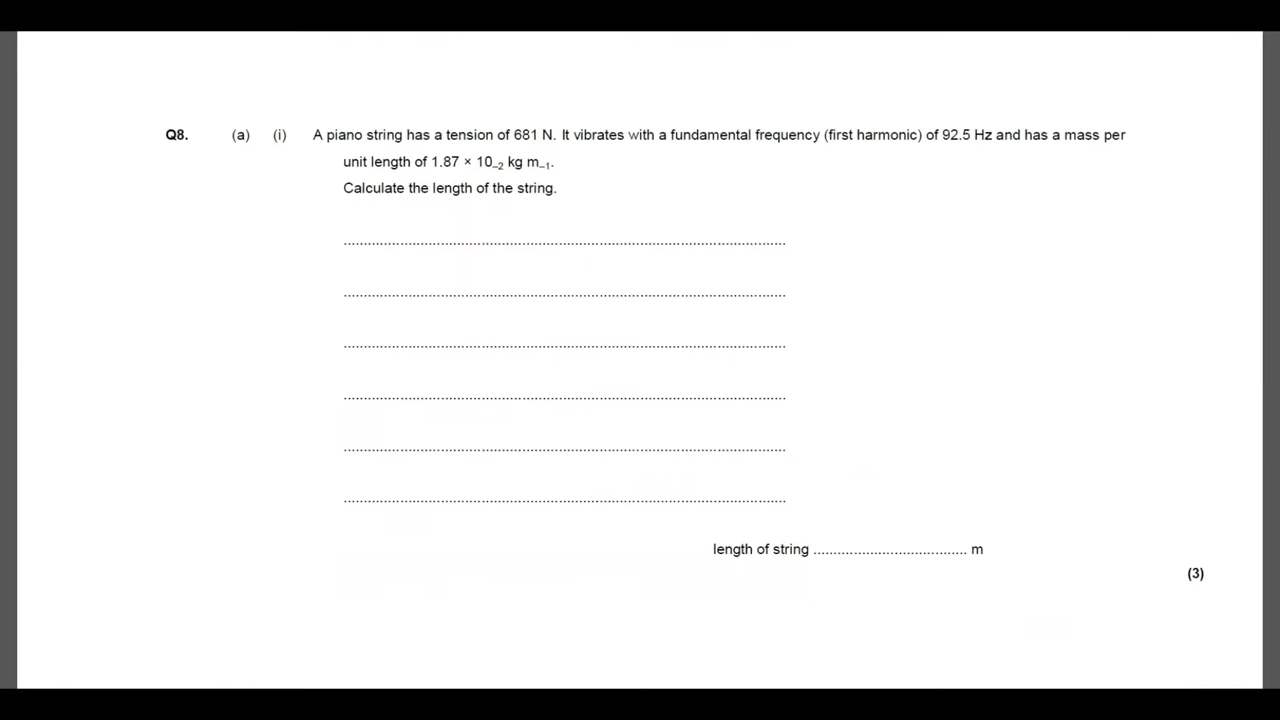 Q8. (a) (i) A piano string has a tension of 681 N. It vibrates with a fundamental frequency (first harmonic) of 92.5 Hz and has a mass per
unit length of 1.87 × 10₋₂ kg m₋₁.
Calculate the length of the string.
........................................................................................................
........................................................................................................
........................................................................................................
........................................................................................................
........................................................................................................
........................................................................................................
length of string ...................................... m
(3)